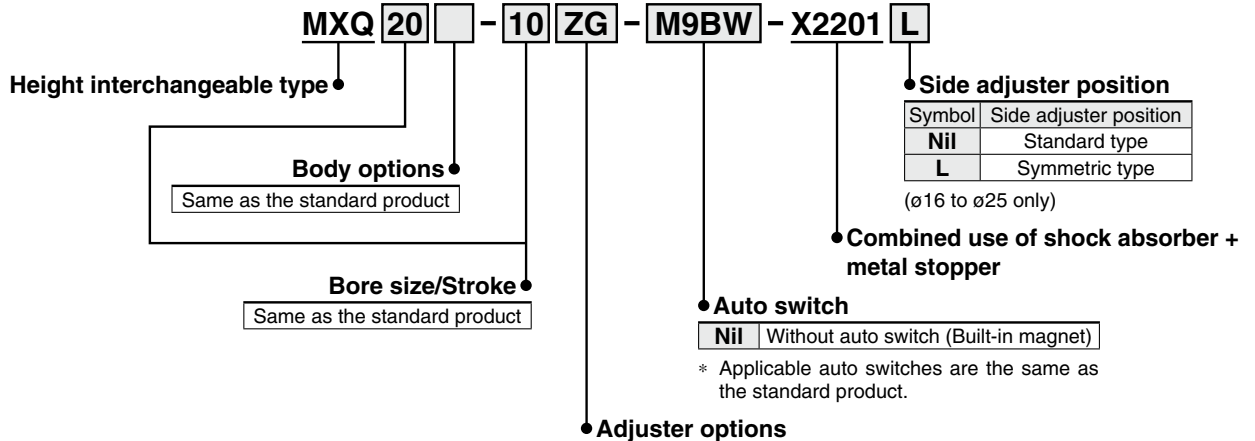 MXQ 20 - 10 ZG - M9BW - X2201 L
Height interchangeable type
Side adjuster position
Symbol Side adjuster position
Nil Standard type
L Symmetric type
(ø16 to ø25 only)
Body options
Same as the standard product
Combined use of shock absorber +
metal stopper
Bore size/Stroke
Same as the standard product
Auto switch
Nil Without auto switch (Built-in magnet)
* Applicable auto switches are the same as
the standard product.
Adjuster options